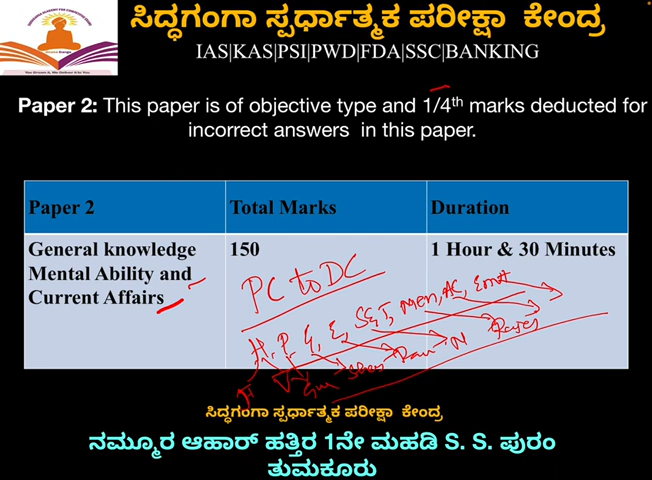 ಸಿದ್ಧಗಂಗಾ ಸ್ಪರ್ಧಾತ್ಮಕ ಪರೀಕ್ಷಾ ಕೇಂದ್ರ
IAS|KAS|PSI|PWD|FDA|SSC|BANKING
Paper 2: This paper is of objective type and 1/4th marks deducted for
incorrect answers in this paper.
Paper 2 Total Marks Duration
General knowledge 150 1 Hour & 30 Minutes
Mental Ability and
Current Affairs
PC to DC
H, P, G, E, S&T, Men, AC
ಸಿದ್ಧಗಂಗಾ ಸ್ಪರ್ಧಾತ್ಮಕ ಪರೀಕ್ಷಾ ಕೇಂದ್ರ
ನಮ್ಮೂರ ಆಹಾರ್ ಹತ್ತಿರ 1ನೇ ಮಹಡಿ S. S. ಪುರಂ
ತುಮಕೂರು